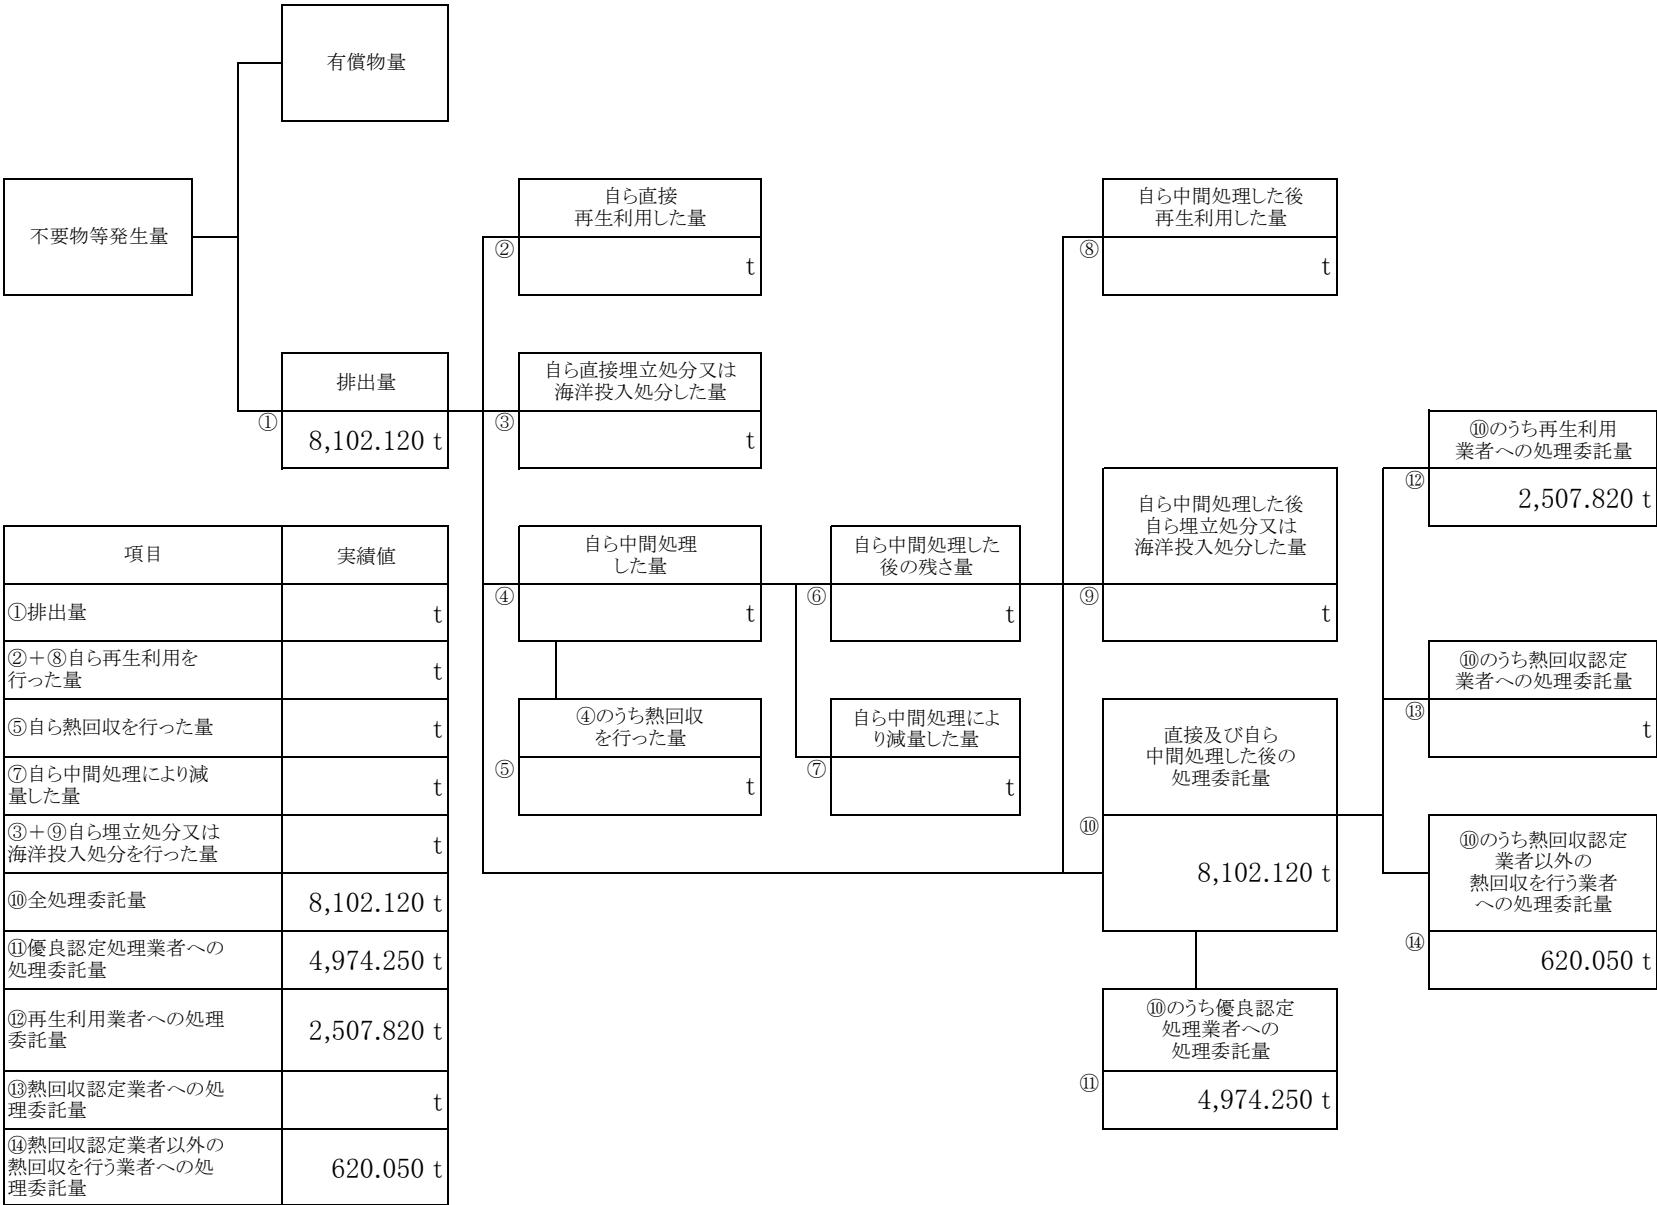 有償物量
不要物等発生量
自ら直接
再生利用した量
②
t
自ら中間処理した後
再生利用した量
⑧
t
排出量
①
8,102.120 t
自ら直接埋立処分又は
海洋投入処分した量
③
t
⑩のうち再生利用
業者への処理委託量
⑫
2,507.820 t
自ら中間処理
した量
④
t
自ら中間処理した
後の残さ量
⑥
t
自ら中間処理した後
自ら埋立処分又は
海洋投入処分した量
⑨
t
⑩のうち熱回収認定
業者への処理委託量
⑬
t
④のうち熱回収
を行った量
⑤
t
自ら中間処理によ
り減量した量
⑦
t
直接及び自ら
中間処理した後の
処理委託量
⑩
8,102.120 t
⑩のうち熱回収認定
業者以外の
熱回収を行う業者
への処理委託量
⑭
620.050 t
⑩のうち優良認定
処理業者への
処理委託量
⑪
4,974.250 t
項目 実績値
①排出量 t
②＋⑧自ら再生利用を
行った量 t
⑤自ら熱回収を行った量 t
⑦自ら中間処理により減
量した量 t
③＋⑨自ら埋立処分又は
海洋投入処分を行った量 t
⑩全処理委託量 8,102.120 t
⑪優良認定処理業者への
処理委託量 4,974.250 t
⑫再生利用業者への処理
委託量 2,507.820 t
⑬熱回収認定業者への処
理委託量 t
⑭熱回収認定業者以外の
熱回収を行う業者への処
理委託量 620.050 t